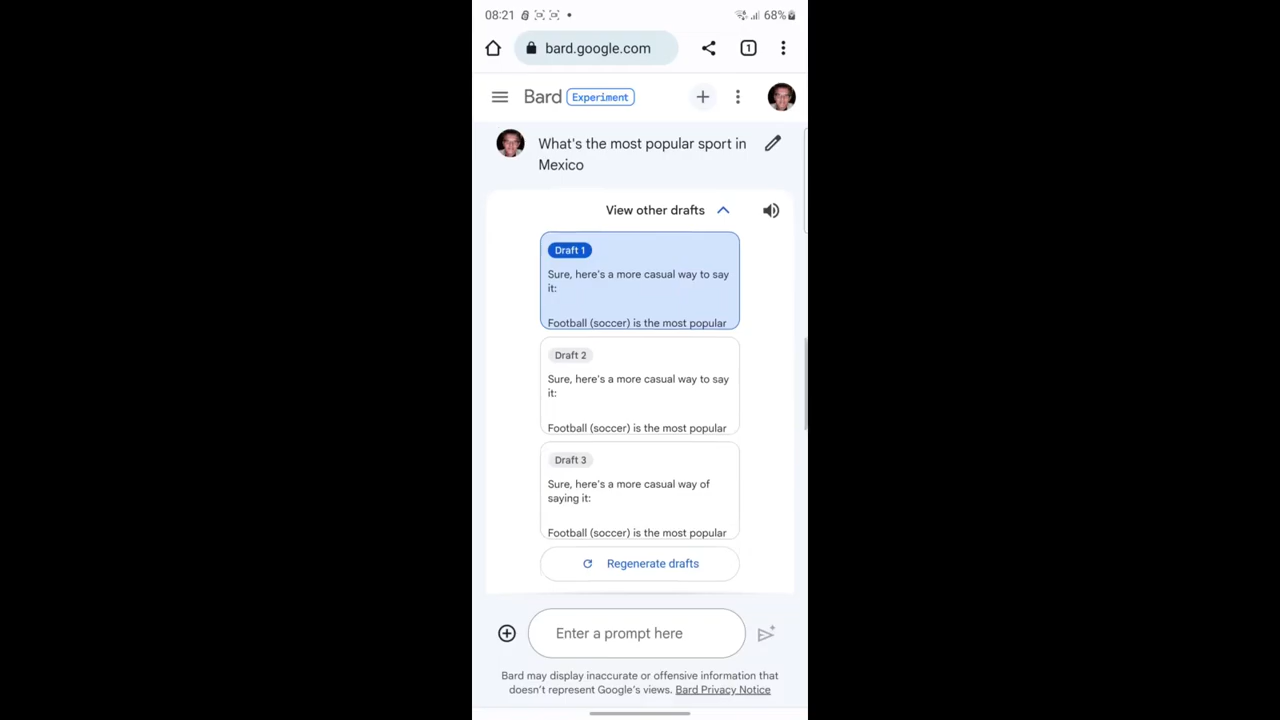 08:21 68%
bard.google.com 1
Bard Experiment
What's the most popular sport in
Mexico
View other drafts
Draft 1
Sure, here's a more casual way to say
it:
Football (soccer) is the most popular
Draft 2
Sure, here's a more casual way to say
it:
Football (soccer) is the most popular
Draft 3
Sure, here's a more casual way of
saying it:
Football (soccer) is the most popular
Regenerate drafts
Enter a prompt here
Bard may display inaccurate or offensive information that
doesn't represent Google's views. Bard Privacy Notice